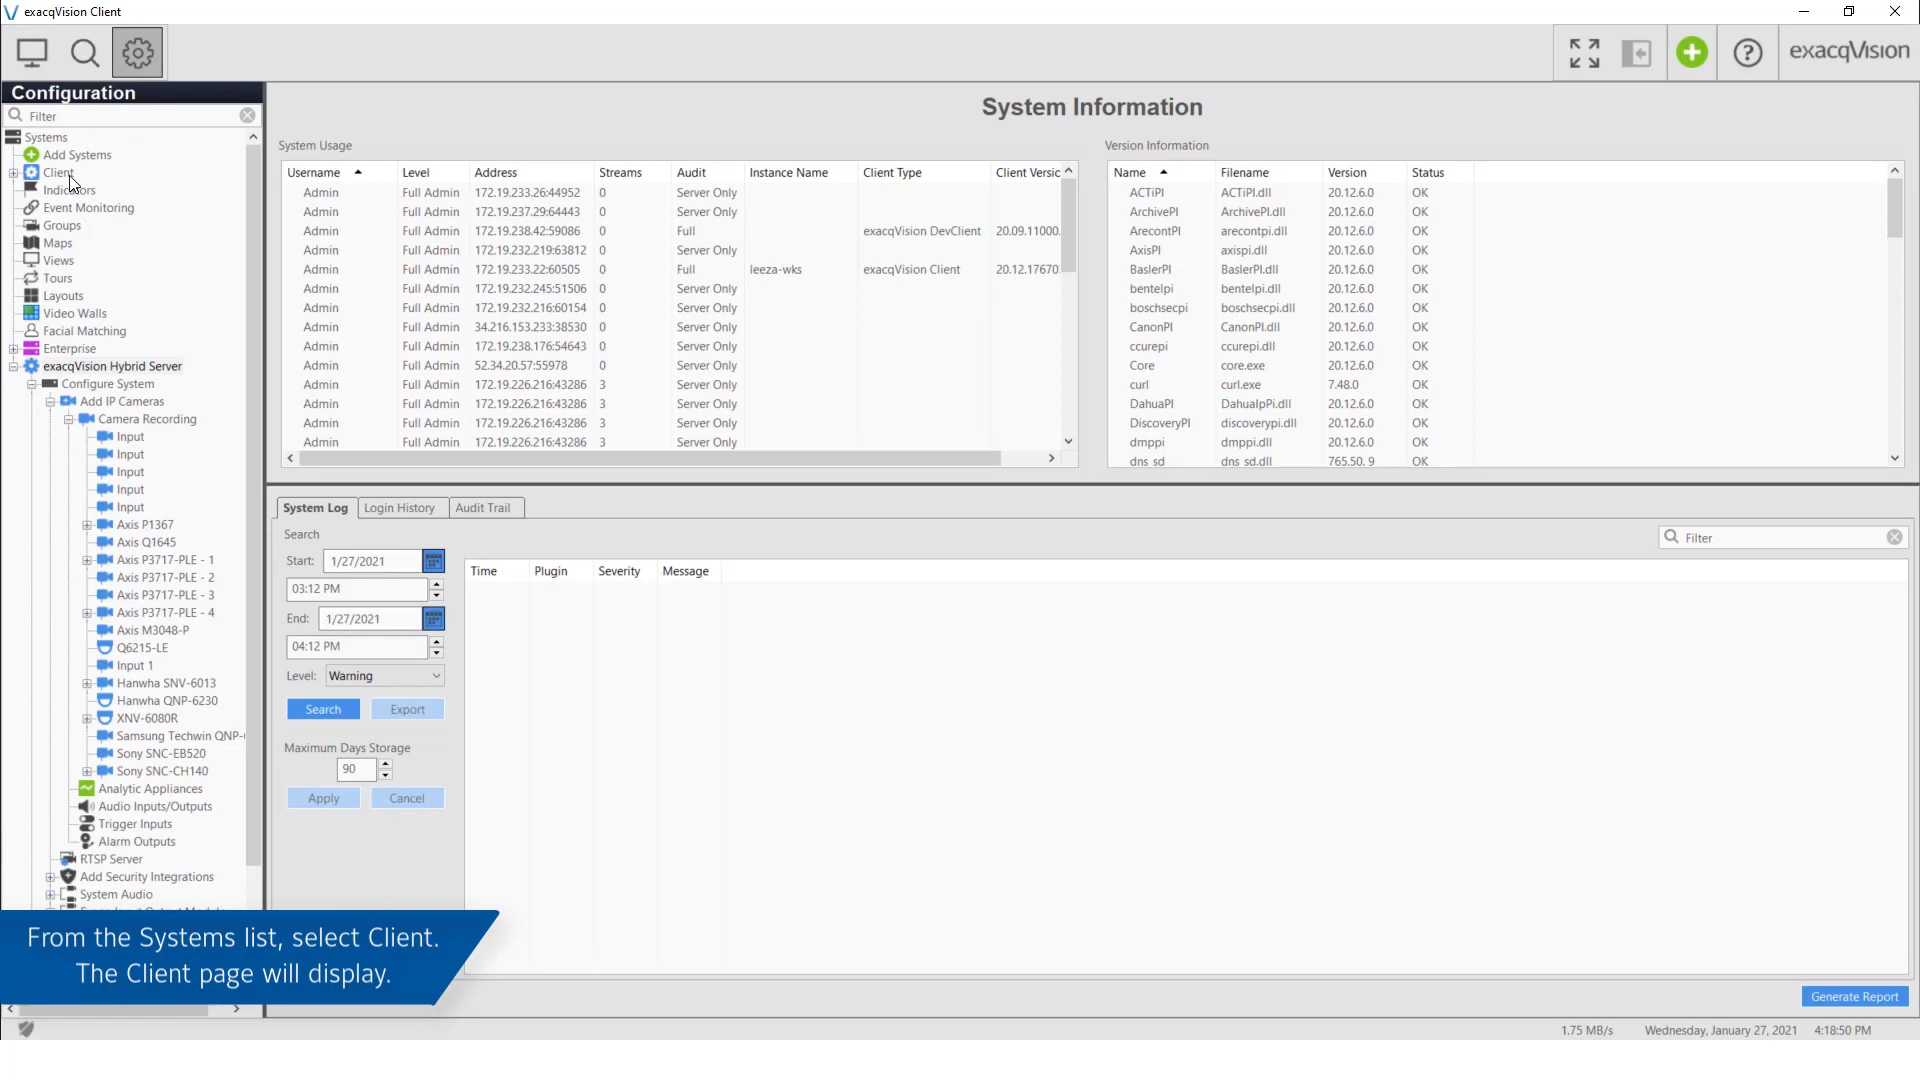 exacqVision Client
exacqVision
Configuration
Filter
Systems
Add Systems
Client
Indicators
Event Monitoring
Groups
Maps
Views
Tours
Layouts
Video Walls
Facial Matching
Enterprise
exacqVision Hybrid Server
Configure System
Add IP Cameras
Camera Recording
Input
Input
Input
Input
Input
Axis P1367
Axis Q1645
Axis P3717-PLE - 1
Axis P3717-PLE - 2
Axis P3717-PLE - 3
Axis P3717-PLE - 4
Axis M3048-P
Q6215-LE
Input 1
Hanwha SNV-6013
Hanwha QNP-6230
XNV-6080R
Samsung Techwin QNP-
Sony SNC-EB520
Sony SNC-CH140
Analytic Appliances
Audio Inputs/Outputs
Trigger Inputs
Alarm Outputs
RTSP Server
Add Security Integrations
System Audio
System Information
System Usage
Username Level Address Streams Audit Instance Name Client Type Client Versic
Admin Full Admin 172.19.233.26:44952 0 Server Only
Admin Full Admin 172.19.237.29:64443 0 Server Only
Admin Full Admin 172.19.238.42:59086 0 Full exacqVision DevClient 20.09.11000.
Admin Full Admin 172.19.232.219:63812 0 Server Only
Admin Full Admin 172.19.233.22:60505 0 Full leeza-wks exacqVision Client 20.12.17670
Admin Full Admin 172.19.232.245:51506 0 Server Only
Admin Full Admin 172.19.232.216:60154 0 Server Only
Admin Full Admin 34.216.153.233:38530 0 Server Only
Admin Full Admin 172.19.238.176:54643 0 Server Only
Admin Full Admin 52.34.20.57:55978 0 Server Only
Admin Full Admin 172.19.226.216:43286 3 Server Only
Admin Full Admin 172.19.226.216:43286 3 Server Only
Admin Full Admin 172.19.226.216:43286 3 Server Only
Admin Full Admin 172.19.226.216:43286 3 Server Only
Version Information
Name Filename Version Status
ACTiPI ACTiPI.dll 20.12.6.0 OK
ArchivePI ArchivePI.dll 20.12.6.0 OK
ArecontPI arecontpi.dll 20.12.6.0 OK
AxisPI axispi.dll 20.12.6.0 OK
BaslerPI BaslerPI.dll 20.12.6.0 OK
bentelpi bentelpi.dll 20.12.6.0 OK
boschsecpi boschsecpi.dll 20.12.6.0 OK
CanonPI CanonPI.dll 20.12.6.0 OK
ccurepi ccurepi.dll 20.12.6.0 OK
Core core.exe 20.12.6.0 OK
curl curl.exe 7.48.0 OK
DahuaPI DahuaIpPi.dll 20.12.6.0 OK
DiscoveryPI discoverypi.dll 20.12.6.0 OK
dmppi dmppi.dll 20.12.6.0 OK
dns sd dns sd.dll 765.50. 9 OK
System Log Login History Audit Trail
Search
Filter
Start: 1/27/2021
03:12 PM
End: 1/27/2021
04:12 PM
Level: Warning
Search Export
Maximum Days Storage
90
Apply Cancel
Time Plugin Severity Message
From the Systems list, select Client.
The Client page will display.
Generate Report
1.75 MB/s Wednesday, January 27, 2021 4:18:50 PM